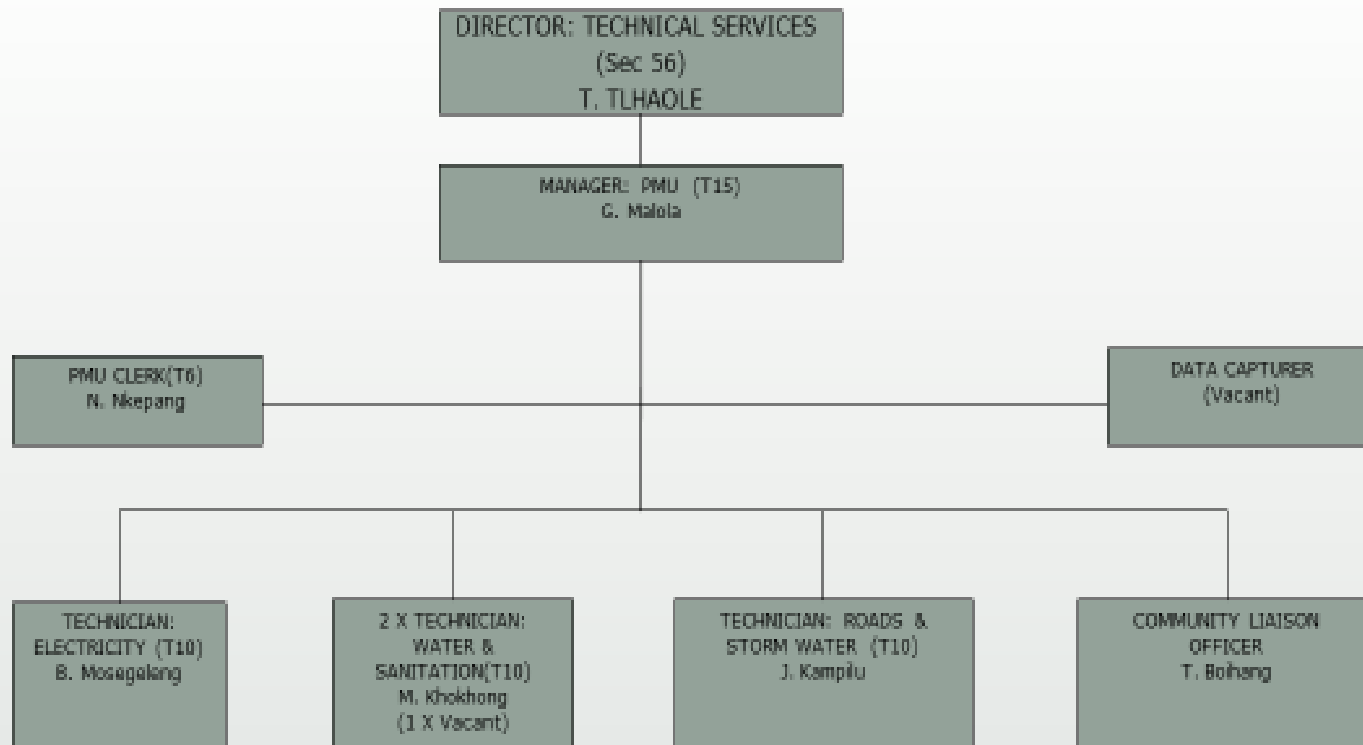 DIRECTOR: TECHNICAL SERVICES
(Sec 56)
T. TLHAOLE
MANAGER: PMU (T15)
G. Malola
PMU CLERK(T6)
N. Nkepang
DATA CAPTURER
(Vacant)
TECHNICIAN:
ELECTRICITY (T10)
B. Mosegeleng
2 X TECHNICIAN:
WATER &
SANITATION(T10)
M. Khokhong
(1 X Vacant)
TECHNICIAN: ROADS &
STORM WATER (T10)
J. Kampilu
COMMUNITY LIAISON
OFFICER
T. Boihang